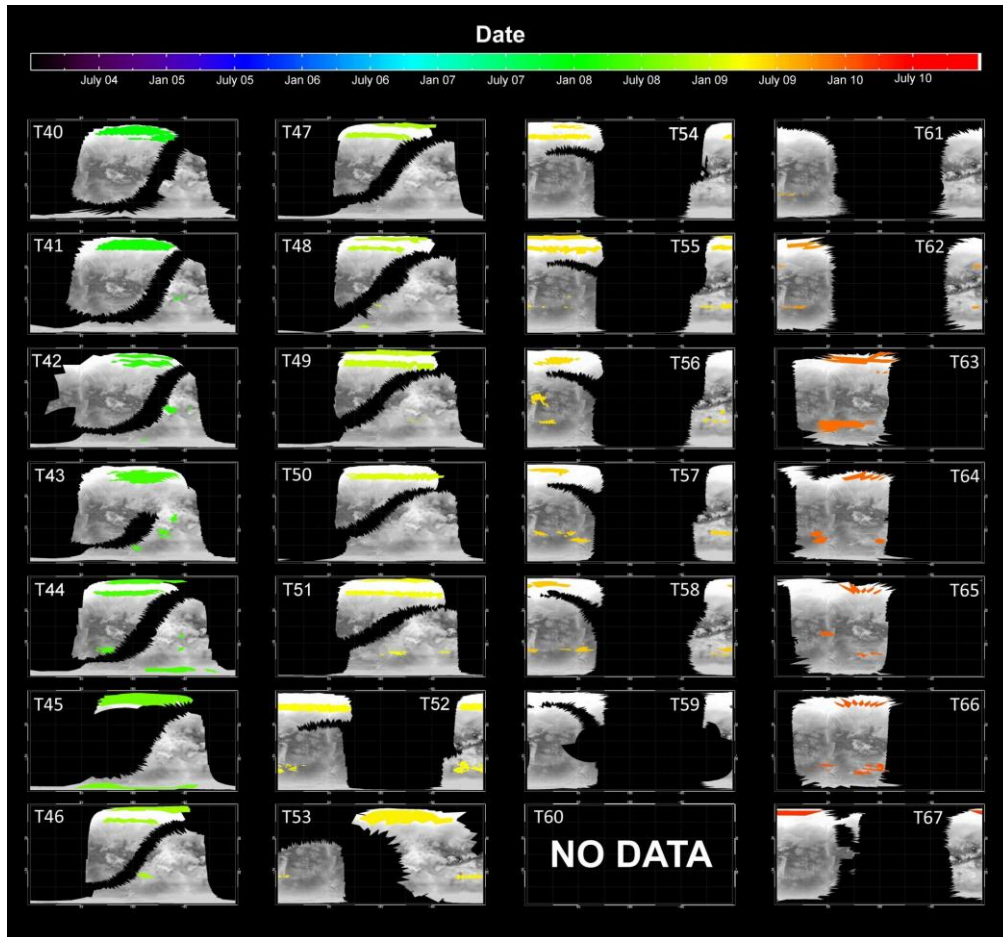 Date
July 04 Jan 05 July 05 Jan 06 July 06 Jan 07 July 07 Jan 08 July 08 Jan 09 July 09 Jan 10 July 10
T40 T47 T54 T61
T41 T48 T55 T62
T42 T49 T56 T63
T43 T50 T57 T64
T44 T51 T58 T65
T45 T52 T59 T66
T46 T53 T60 T67
NO DATA